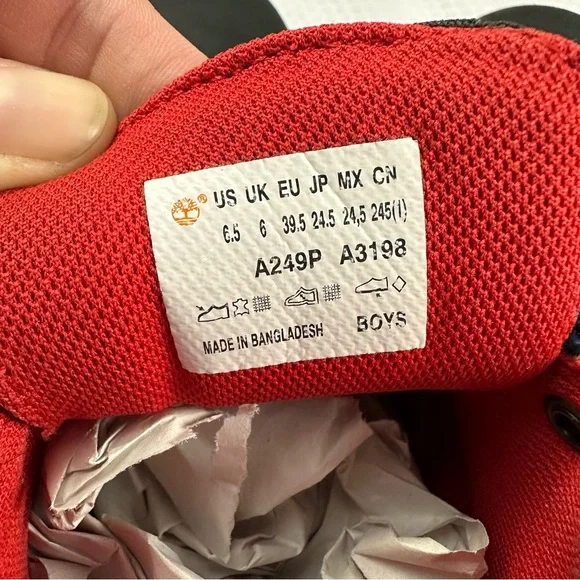 ® US UK EU JP MX CN
6.5 6 39.5 24.5 24,5 245(1)
A249P A3198
MADE IN BANGLADESH BOYS